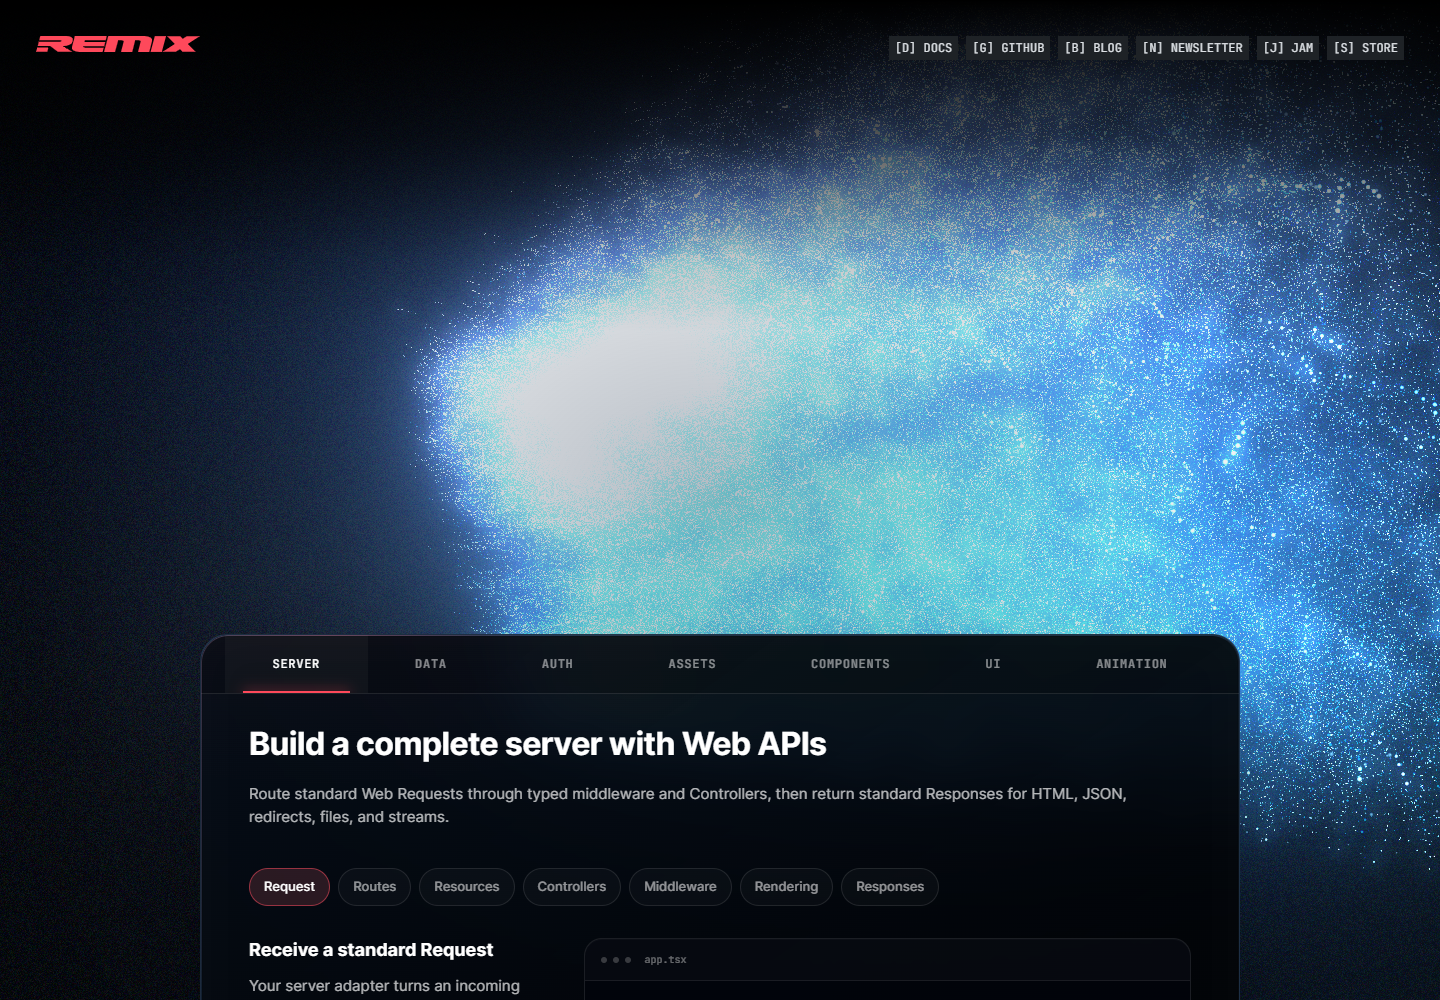 REMIX
[D] DOCS [G] GITHUB [B] BLOG [N] NEWSLETTER [J] JAM [S] STORE
SERVER DATA AUTH ASSETS COMPONENTS UI ANIMATION
Build a complete server with Web APIs
Route standard Web Requests through typed middleware and Controllers, then return standard Responses for HTML, JSON,
redirects, files, and streams.
Request Routes Resources Controllers Middleware Rendering Responses
Receive a standard Request
app.tsx
Your server adapter turns an incoming